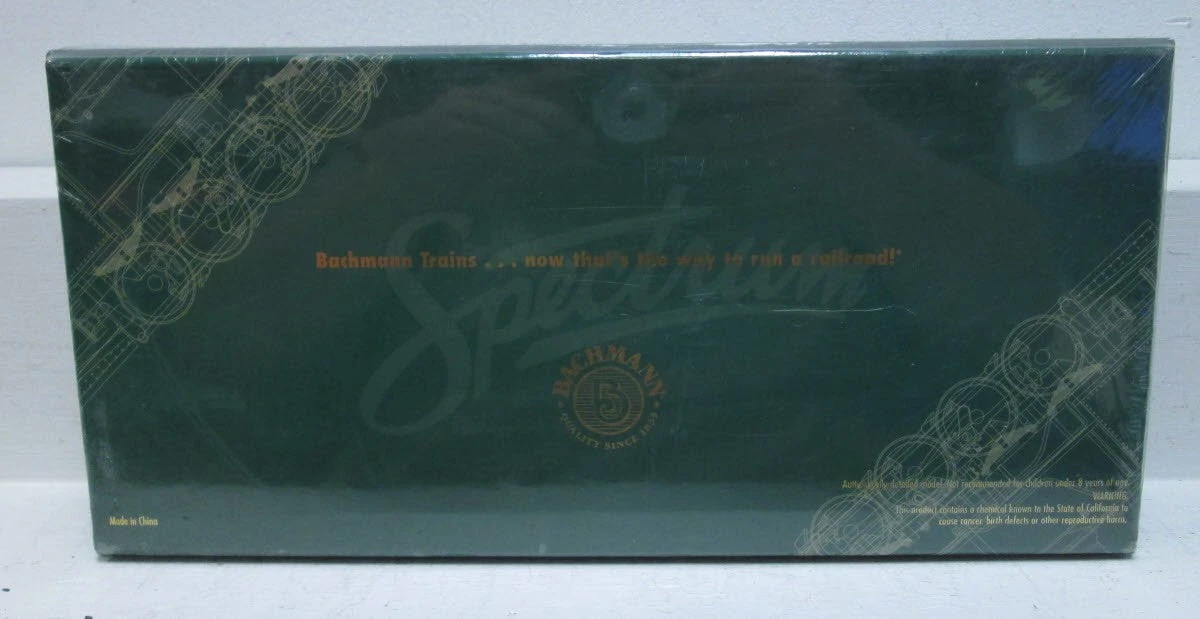 Spectrum
Bachmann Trains . . . now that's the way to run a railroad!®
BACHMANN
B
QUALITY SINCE 1833
Authentically detailed model. Not recommended for children under 8 years of age.
WARNING:
This product contains a chemical known to the State of California to
cause cancer, birth defects or other reproductive harm.
Made in China